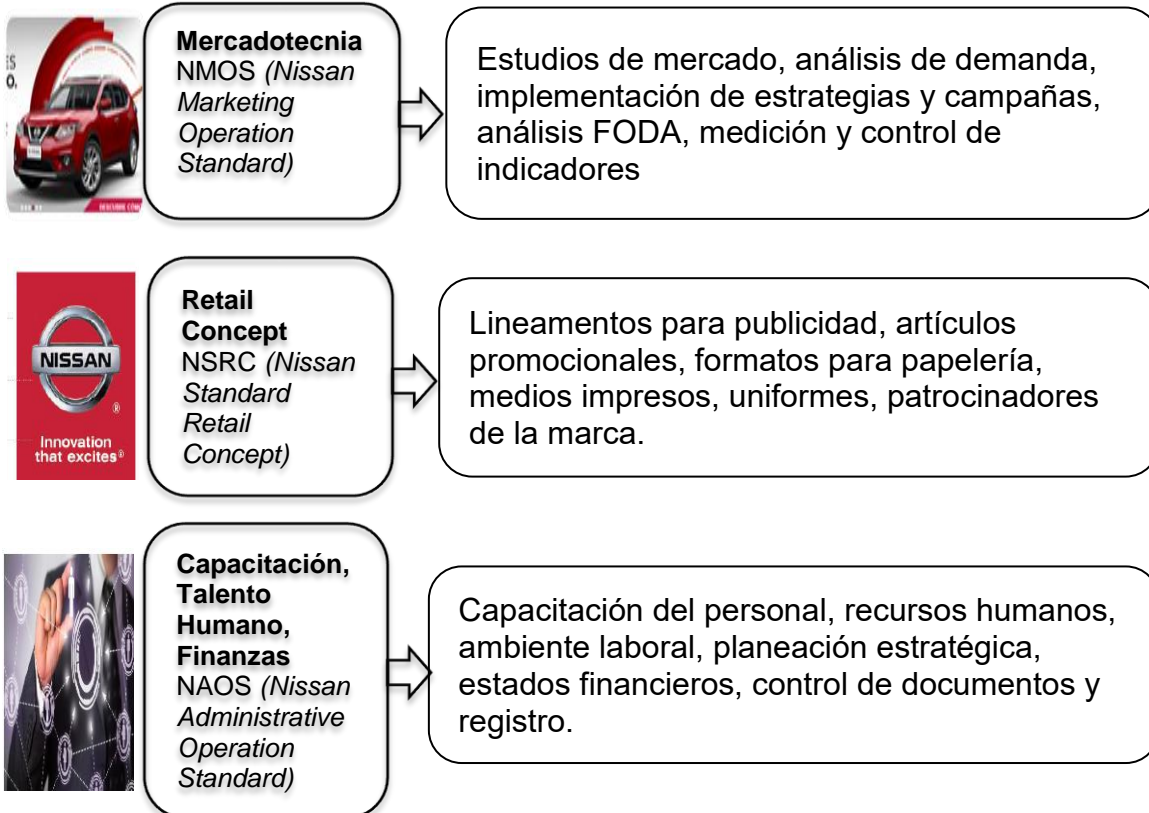 ES
O,
DESCUBRE CÓMO
Mercadotecnia
NMOS (Nissan
Marketing
Operation
Standard)
Estudios de mercado, análisis de demanda,
implementación de estrategias y campañas,
análisis FODA, medición y control de
indicadores
NISSAN
®
Innovation
that excites®
Retail
Concept
NSRC (Nissan
Standard
Retail
Concept)
Lineamentos para publicidad, artículos
promocionales, formatos para papelería,
medios impresos, uniformes, patrocinadores
de la marca.
Capacitación,
Talento
Humano,
Finanzas
NAOS (Nissan
Administrative
Operation
Standard)
Capacitación del personal, recursos humanos,
ambiente laboral, planeación estratégica,
estados financieros, control de documentos y
registro.